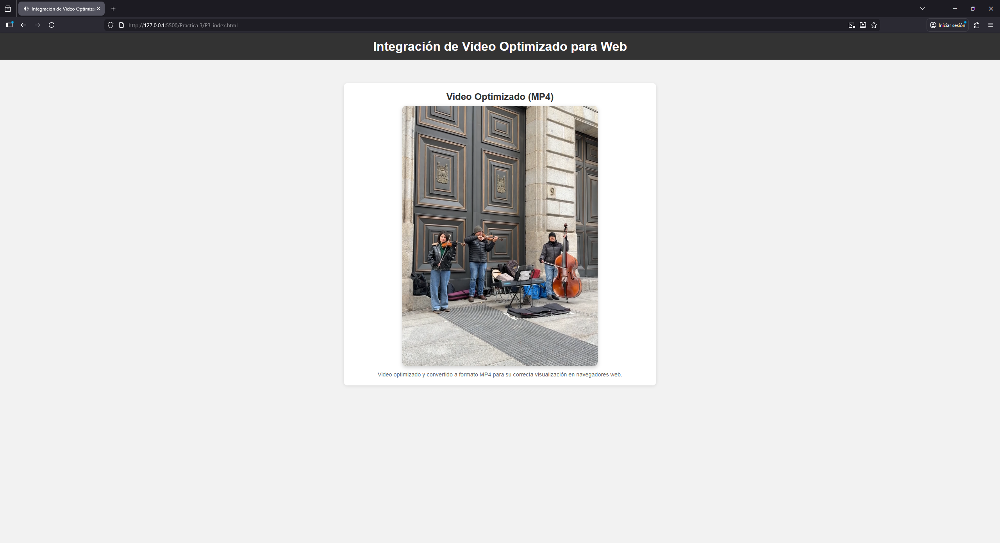 Integración de Video Optimiza
http://127.0.0.1:5500/Practica 3/P3_index.html
Iniciar sesión
Integración de Video Optimizado para Web
Video Optimizado (MP4)
9
YAMAHA
Video optimizado y convertido a formato MP4 para su correcta visualización en navegadores web.